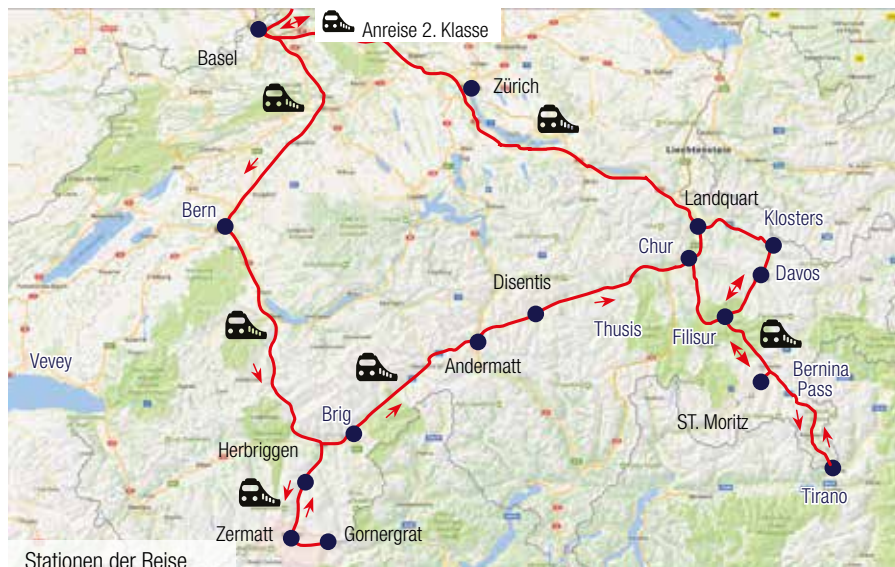 Anreise 2. Klasse
Basel
Zürich
Liechtenstein
Landquart
Bern
Klosters
Chur
Davos
Disentis
Thusis
Filisur
Vevey
Andermatt
Bernina
Pass
Brig
ST. Moritz
Herbriggen
Tirano
Zermatt
Gornergrat
Stationen der Reise